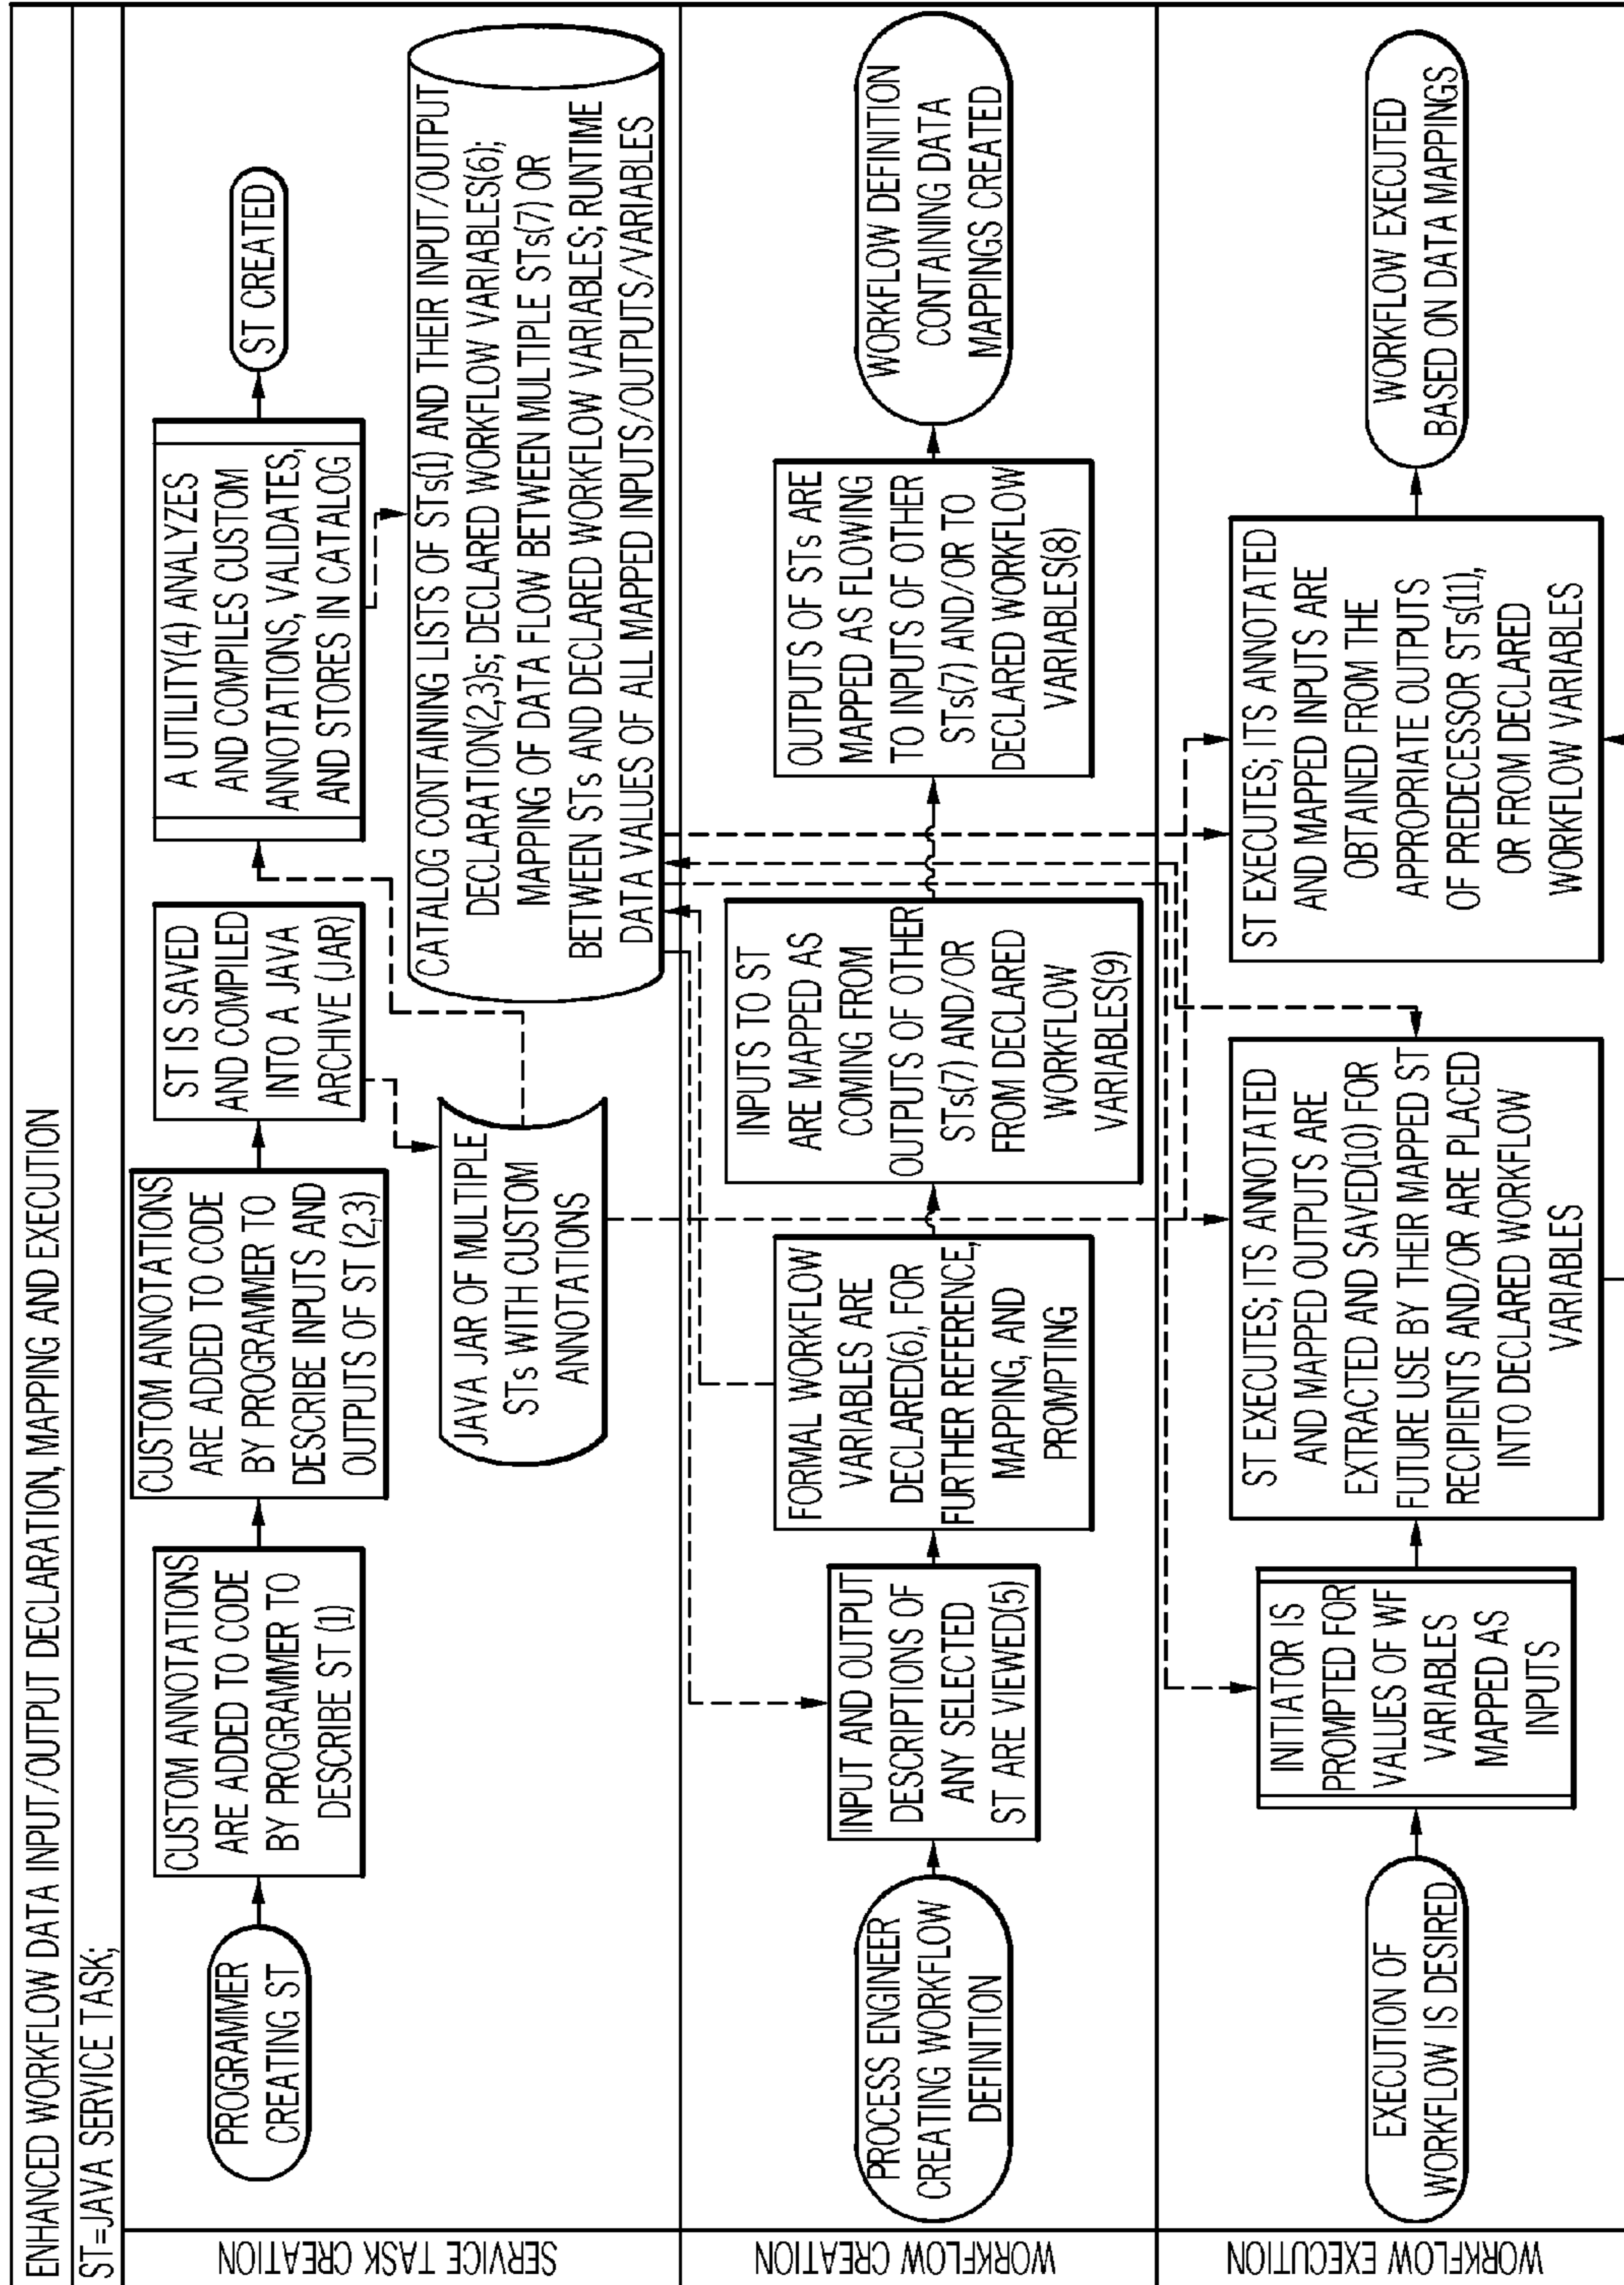 ENHANCED WORKFLOW DATA INPUT/OUTPUT DECLARATION, MAPPING AND EXECUTION
ST=JAVA SERVICE TASK;
SERVICE TASK CREATION
PROGRAMMER
CREATING ST
CUSTOM ANNOTATIONS
ARE ADDED TO CODE
BY PROGRAMMER TO
DESCRIBE ST (1)
CUSTOM ANNOTATIONS
ARE ADDED TO CODE
BY PROGRAMMER TO
DESCRIBE INPUTS AND
OUTPUTS OF ST (2,3)
ST IS SAVED
AND COMPILED
INTO A JAVA
ARCHIVE (JAR)
A UTILITY(4) ANALYZES
AND COMPILES CUSTOM
ANNOTATIONS, VALIDATES,
AND STORES IN CATALOG
ST CREATED
JAVA JAR OF MULTIPLE
STs WITH CUSTOM
ANNOTATIONS
CATALOG CONTAINING LISTS OF STs(1) AND THEIR INPUT/OUTPUT
DECLARATION(2,3)s; DECLARED WORKFLOW VARIABLES(6);
MAPPING OF DATA FLOW BETWEEN MULTIPLE STs(7) OR
BETWEEN STs AND DECLARED WORKFLOW VARIABLES; RUNTIME
DATA VALUES OF ALL MAPPED INPUTS/OUTPUTS/VARIABLES
WORKFLOW CREATION
PROCESS ENGINEER
CREATING WORKFLOW
DEFINITION
INPUT AND OUTPUT
DESCRIPTIONS OF
ANY SELECTED
ST ARE VIEWED(5)
FORMAL WORKFLOW
VARIABLES ARE
DECLARED(6), FOR
FURTHER REFERENCE,
MAPPING, AND
PROMPTING
INPUTS TO ST
ARE MAPPED AS
COMING FROM
OUTPUTS OF OTHER
STs(7) AND/OR
FROM DECLARED
WORKFLOW
VARIABLES(9)
OUTPUTS OF STs ARE
MAPPED AS FLOWING
TO INPUTS OF OTHER
STs(7) AND/OR TO
DECLARED WORKFLOW
VARIABLES(8)
WORKFLOW DEFINITION
CONTAINING DATA
MAPPINGS CREATED
WORKFLOW EXECUTION
EXECUTION OF
WORKFLOW IS DESIRED
INITIATOR IS
PROMPTED FOR
VALUES OF WF
VARIABLES
MAPPED AS
INPUTS
ST EXECUTES; ITS ANNOTATED
AND MAPPED OUTPUTS ARE
EXTRACTED AND SAVED(10) FOR
FUTURE USE BY THEIR MAPPED ST
RECIPIENTS AND/OR ARE PLACED
INTO DECLARED WORKFLOW
VARIABLES
ST EXECUTES; ITS ANNOTATED
AND MAPPED INPUTS ARE
OBTAINED FROM THE
APPROPRIATE OUTPUTS
OF PREDECESSOR STs(11),
OR FROM DECLARED
WORKFLOW VARIABLES
WORKFLOW EXECUTED
BASED ON DATA MAPPINGS